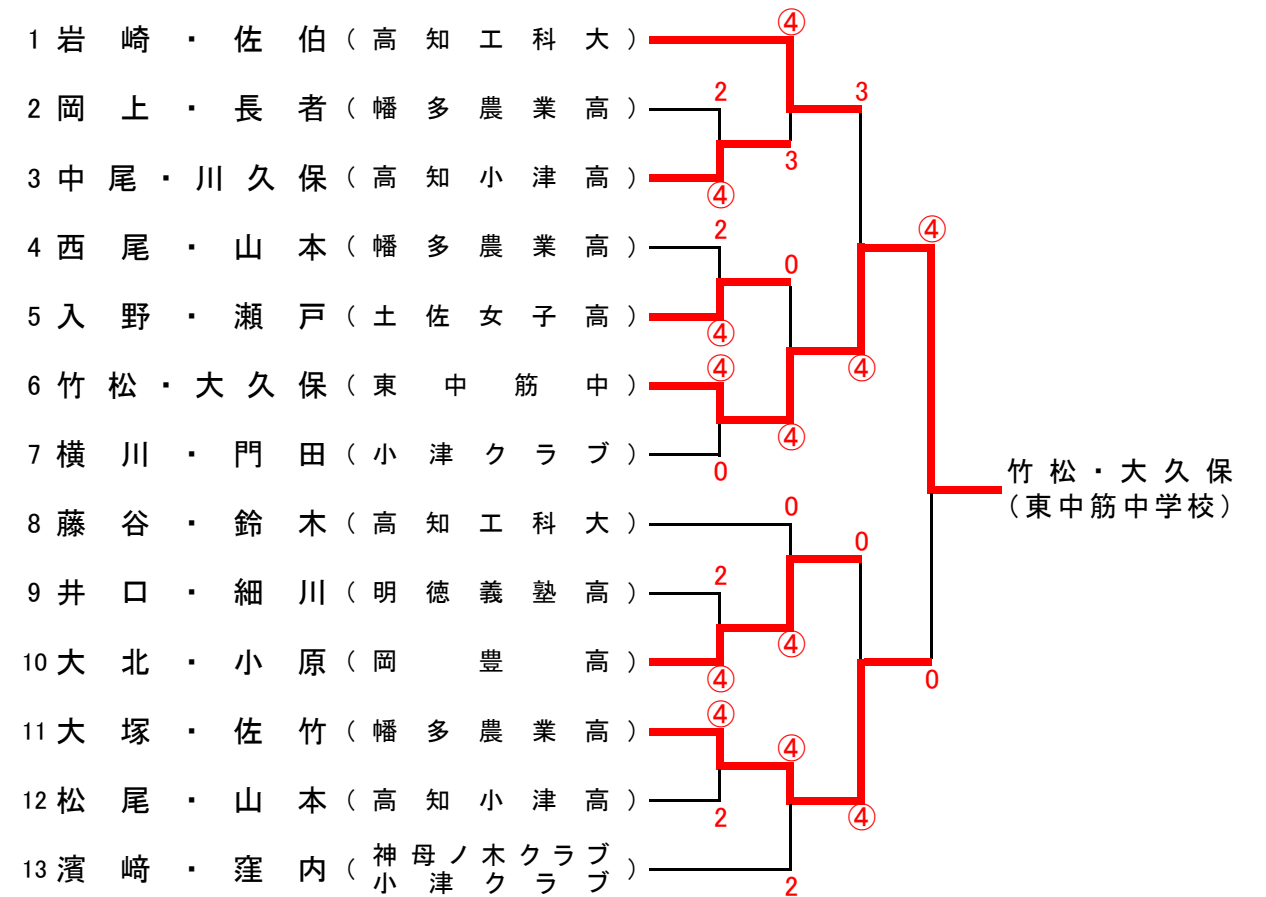 ④
1 岩崎・佐伯(高知工科大)
2 3
2 岡上・長者(幡多農業高)
3
3 中尾・川久保(高知小津高)
④
2 ④
4 西尾・山本(幡多農業高)
0
5 入野・瀬戸(土佐女子高)
④
④ ④
6 竹松・大久保(東中筋中)
④
7 横川・門田(小津クラブ)
0
竹松・大久保
(東中筋中学校)
0
8 藤谷・鈴木(高知工科大)
0
2
9 井口・細川(明徳義塾高)
④
10 大北・小原(岡豊高)
④ 0
④
11 大塚・佐竹(幡多農業高)
④
12 松尾・山本(高知小津高)
2 ④
13 濱﨑・窪内(神母ノ木クラブ
小津クラブ)
2